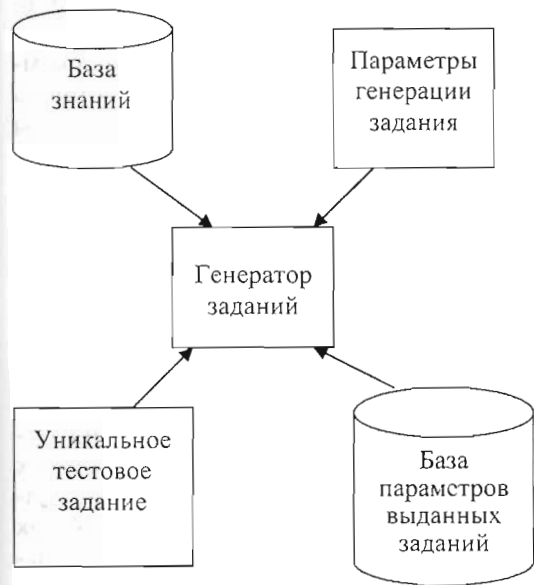 База
знаний
Параметры
генерации
задания
Генератор
заданий
Уникальное
тестовое
задание
База
парамстров
выданных
заданий